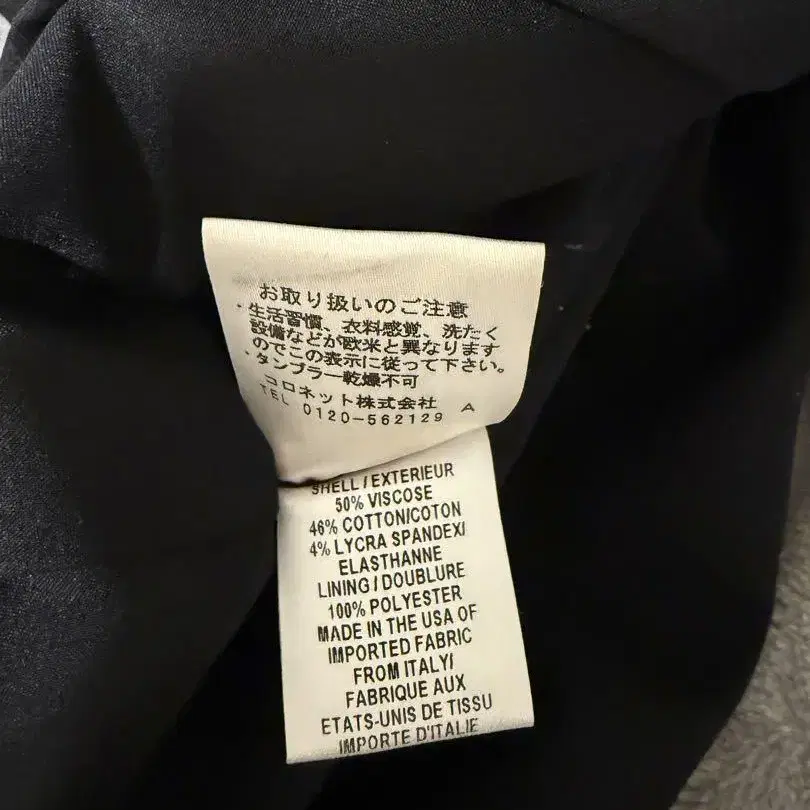 お取り扱いのご注意
・生活習慣、衣料感覚、洗たく
設備などが欧米と異なります
のでこの表示に従って下さい。
・タンブラー乾燥不可
コロネット株式会社
TEL 0120-562129 A
SHELL / EXTERIEUR
50% VISCOSE
46% COTTON/COTON
4% LYCRA SPANDEX/
ELASTHANNE
LINING / DOUBLURE
100% POLYESTER
MADE IN THE USA OF
IMPORTED FABRIC
FROM ITALY/
FABRIQUE AUX
ETATS-UNIS DE TISSU
IMPORTE D'ITALIE